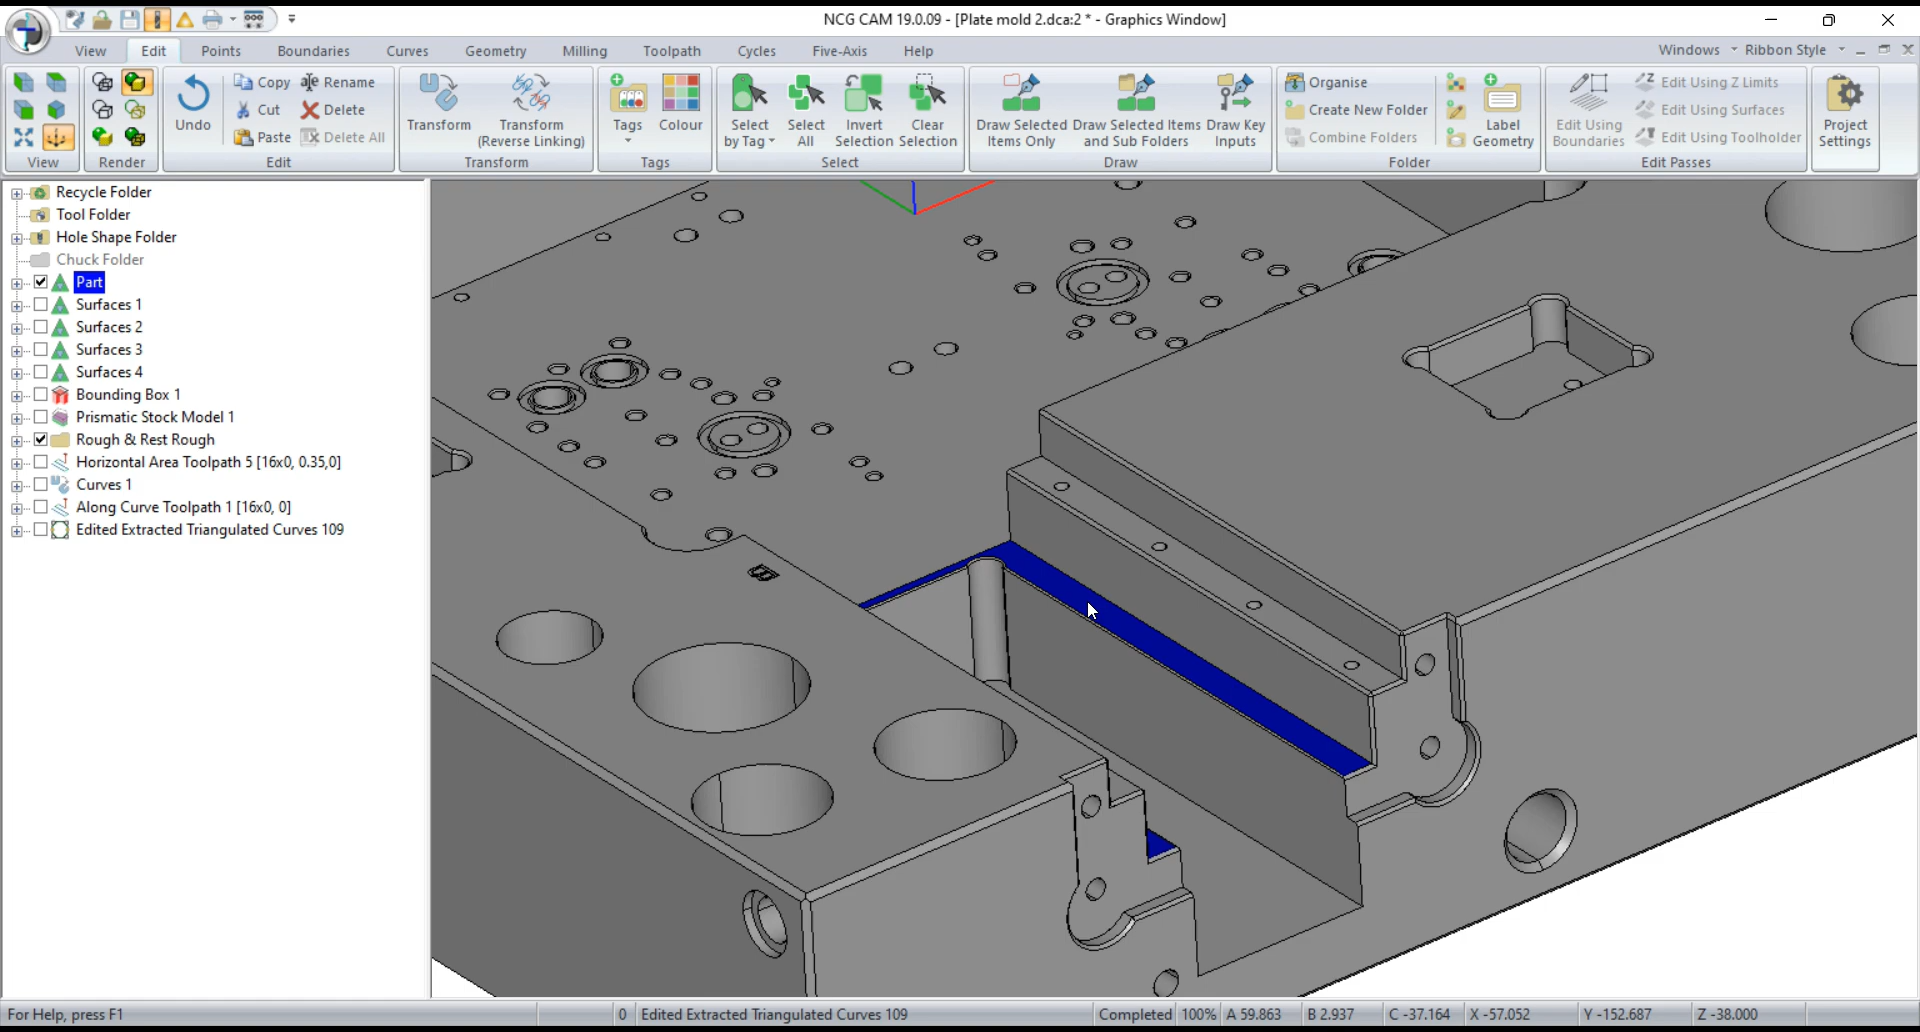 NCG CAM 19.0.09 - [Plate mold 2.dca:2 * - Graphics Window]
View Edit Points Boundaries Curves Geometry Milling Toolpath Cycles Five-Axis Help Windows Ribbon Style
View
Render
Undo
Copy Rename
Cut Delete
Paste Delete All
Edit
Transform
Transform (Reverse Linking)
Transform
Tags
Colour
Tags
Select by Tag
Select All
Invert Selection
Clear Selection
Select
Draw Selected Items Only
Draw Selected Items and Sub Folders
Draw Key Inputs
Draw
Organise
Create New Folder
Combine Folders
Label Geometry
Folder
Edit Using Boundaries
Edit Using Z Limits
Edit Using Surfaces
Edit Using Toolholder
Edit Passes
Project Settings
Recycle Folder
Tool Folder
Hole Shape Folder
Chuck Folder
Part
Surfaces 1
Surfaces 2
Surfaces 3
Surfaces 4
Bounding Box 1
Prismatic Stock Model 1
Rough & Rest Rough
Horizontal Area Toolpath 5 [16x0, 0.35,0]
Curves 1
Along Curve Toolpath 1 [16x0, 0]
Edited Extracted Triangulated Curves 109
For Help, press F1 0 Edited Extracted Triangulated Curves 109 Completed 100% A 59.863 B 2.937 C -37.164 X -57.052 Y -152.687 Z -38.000